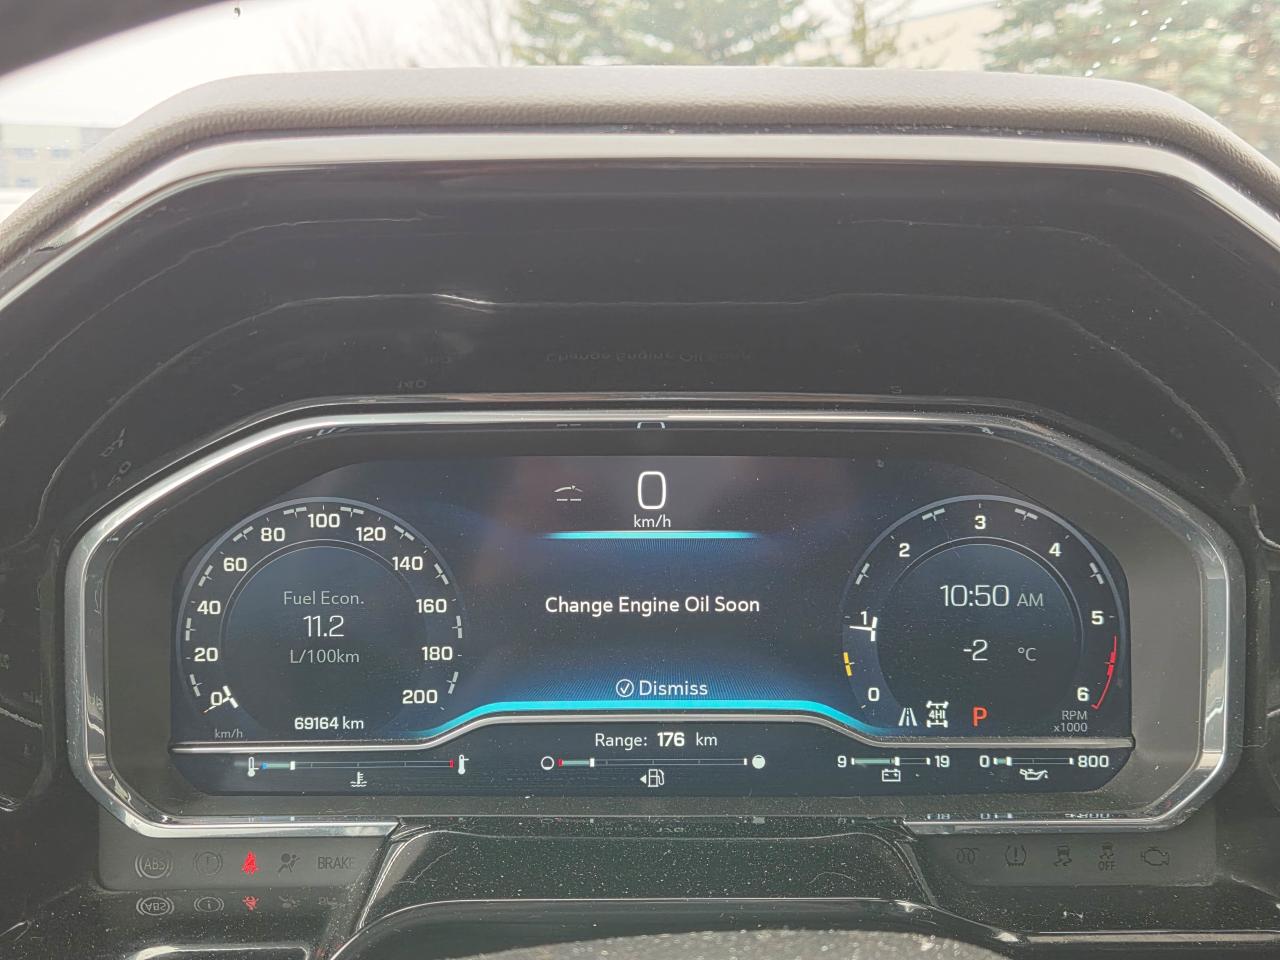 0
km/h
80 100 120
60 140
40 160
20 180
0 200
Fuel Econ.
11.2
L/100km
69164 km
km/h
Change Engine Oil Soon
Dismiss
3
2 4
1 5
0 6
10:50 AM
-2 °C
4HI
P
RPM
x1000
Range: 176 km
9 19
0 800
ABS
BRAKE
OFF